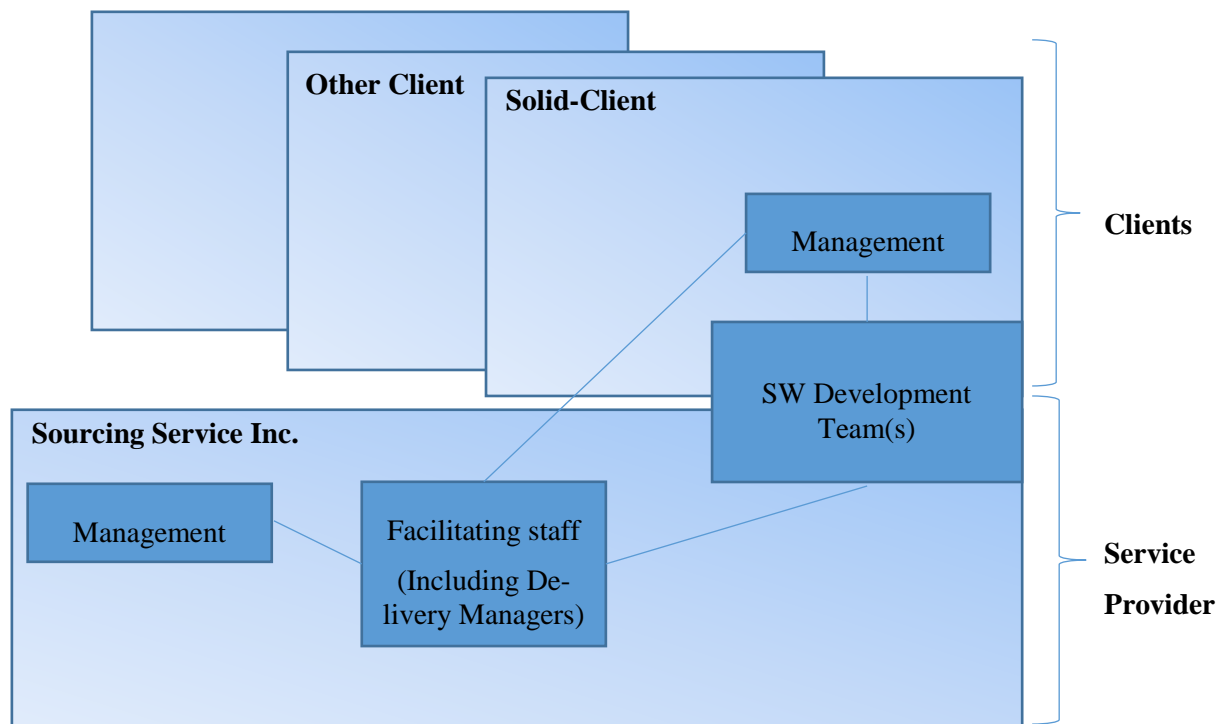 Other Client
Solid-Client
Management
Clients
SW Development
Team(s)
Sourcing Service Inc.
Management
Facilitating staff
(Including De-
livery Managers)
Service
Provider